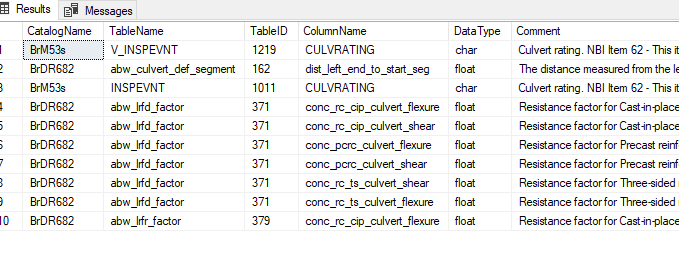 Results Messages
CatalogName TableName TableID ColumnName DataType Comment
1 BrM53s V_INSPEVNT 1219 CULVRATING char Culvert rating. NBI Item 62 - This it
2 BrDR682 abw_culvert_def_segment 162 dist_left_end_to_start_seg float The distance measured from the le
3 BrM53s INSPEVNT 1011 CULVRATING char Culvert rating. NBI Item 62 - This it
4 BrDR682 abw_lrfd_factor 371 conc_rc_cip_culvert_flexure float Resistance factor for Cast-in-place
5 BrDR682 abw_lrfd_factor 371 conc_rc_cip_culvert_shear float Resistance factor for Cast-in-place
6 BrDR682 abw_lrfd_factor 371 conc_pcrc_culvert_flexure float Resistance factor for Precast reinf
7 BrDR682 abw_lrfd_factor 371 conc_pcrc_culvert_shear float Resistance factor for Precast reinf
8 BrDR682 abw_lrfd_factor 371 conc_rc_ts_culvert_shear float Resistance factor for Three-sided
9 BrDR682 abw_lrfd_factor 371 conc_rc_ts_culvert_flexure float Resistance factor for Three-sided
10 BrDR682 abw_lrfr_factor 379 conc_rc_cip_culvert_flexure float Resistance factor for Cast-in-place